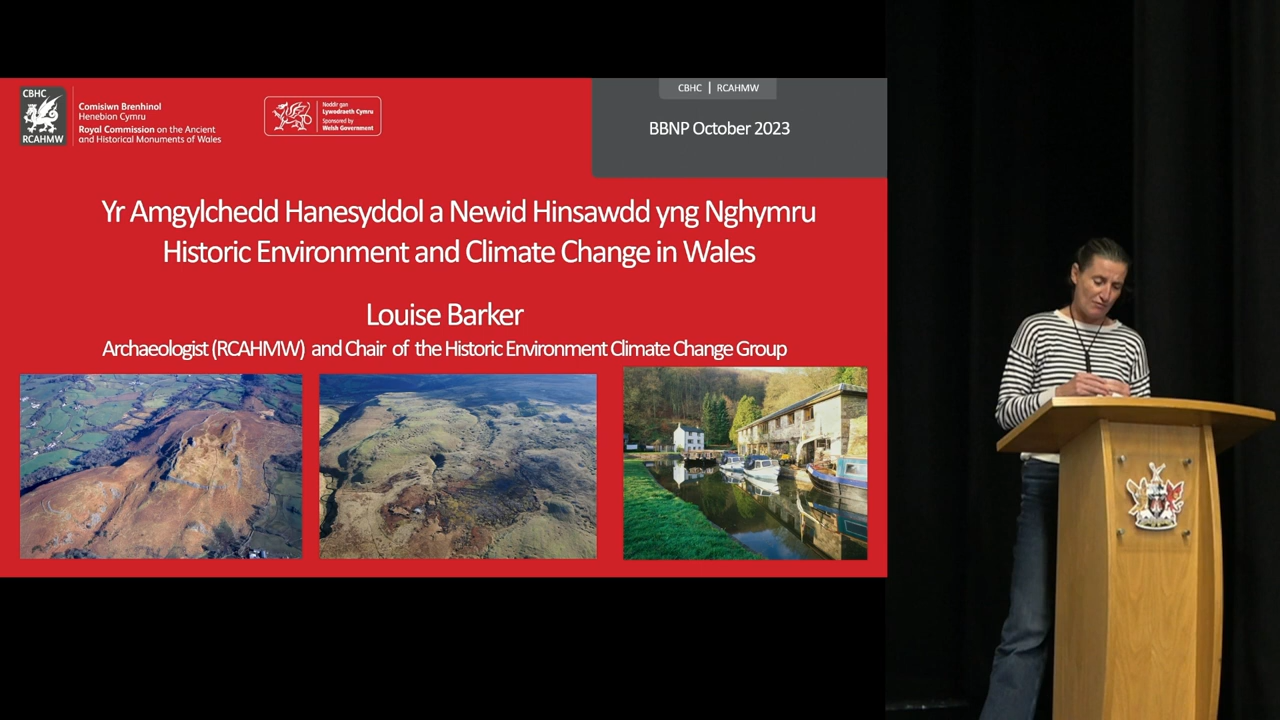 CBHC
RCAHMW
Comisiwn Brenhinol
Henebion Cymru
Royal Commission on the Ancient
and Historical Monuments of Wales
Noddir gan
Lywodraeth Cymru
Sponsored by
Welsh Government
CBHC | RCAHMW
BBNP October 2023
Yr Amgylchedd Hanesyddol a Newid Hinsawdd yng Nghymru
Historic Environment and Climate Change in Wales
Louise Barker
Archaeologist (RCAHMW) and Chair of the Historic Environment Climate Change Group